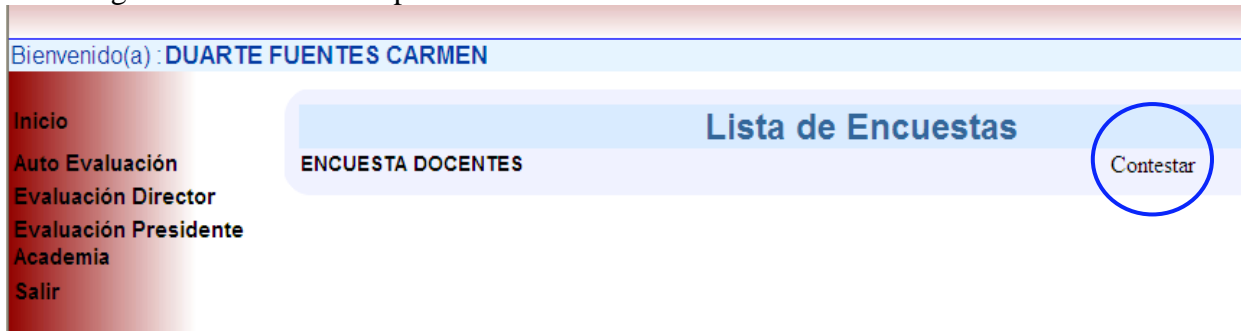 Bienvenido(a) : DUARTE FUENTES CARMEN
Inicio
Auto Evaluación
Evaluación Director
Evaluación Presidente
Academia
Salir
Lista de Encuestas
ENCUESTA DOCENTES Contestar